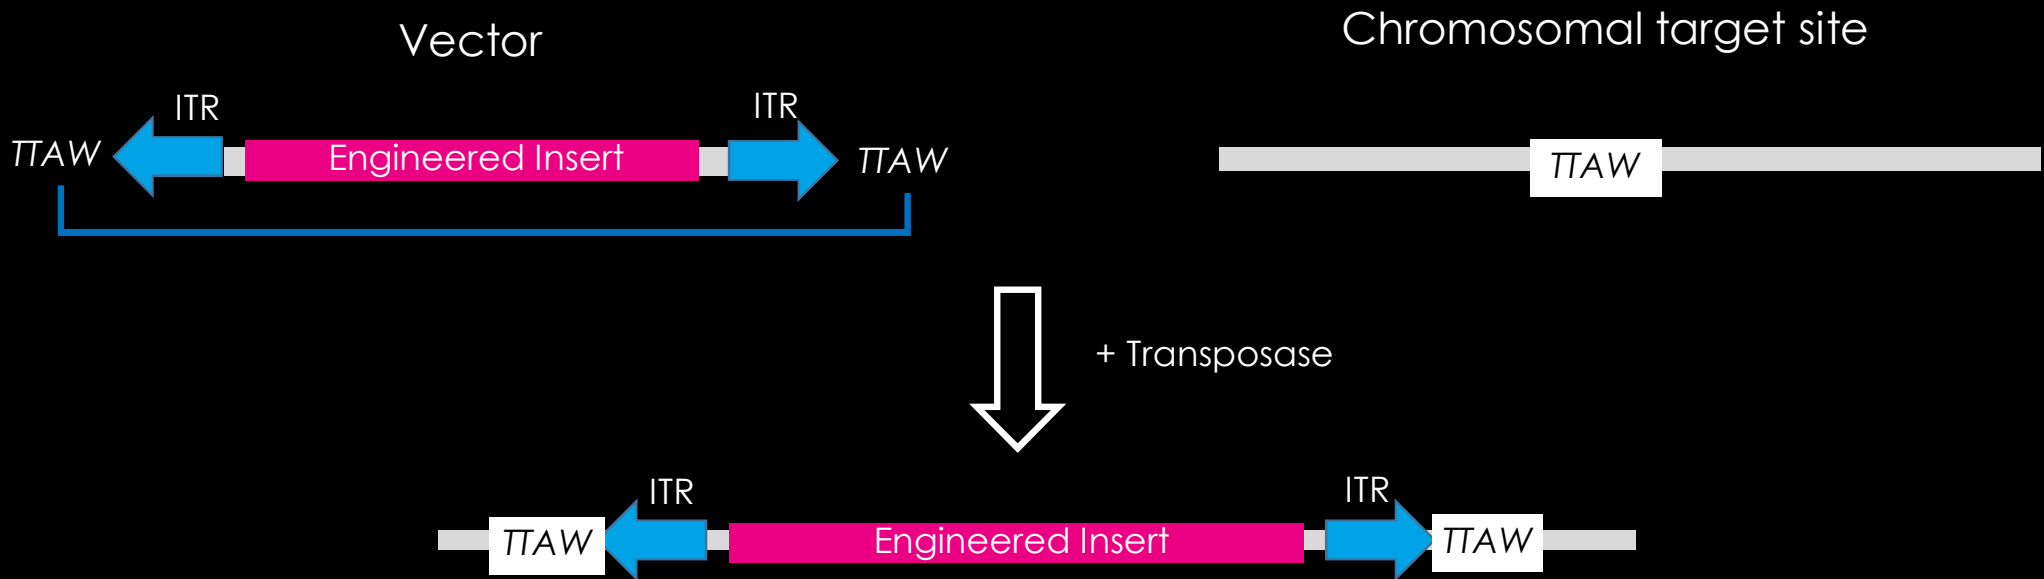 Vector
Chromosomal target site
ITR
ITR
TTAW
Engineered Insert
TTAW
TTAW
+ Transposase
ITR
ITR
TTAW
Engineered Insert
TTAW